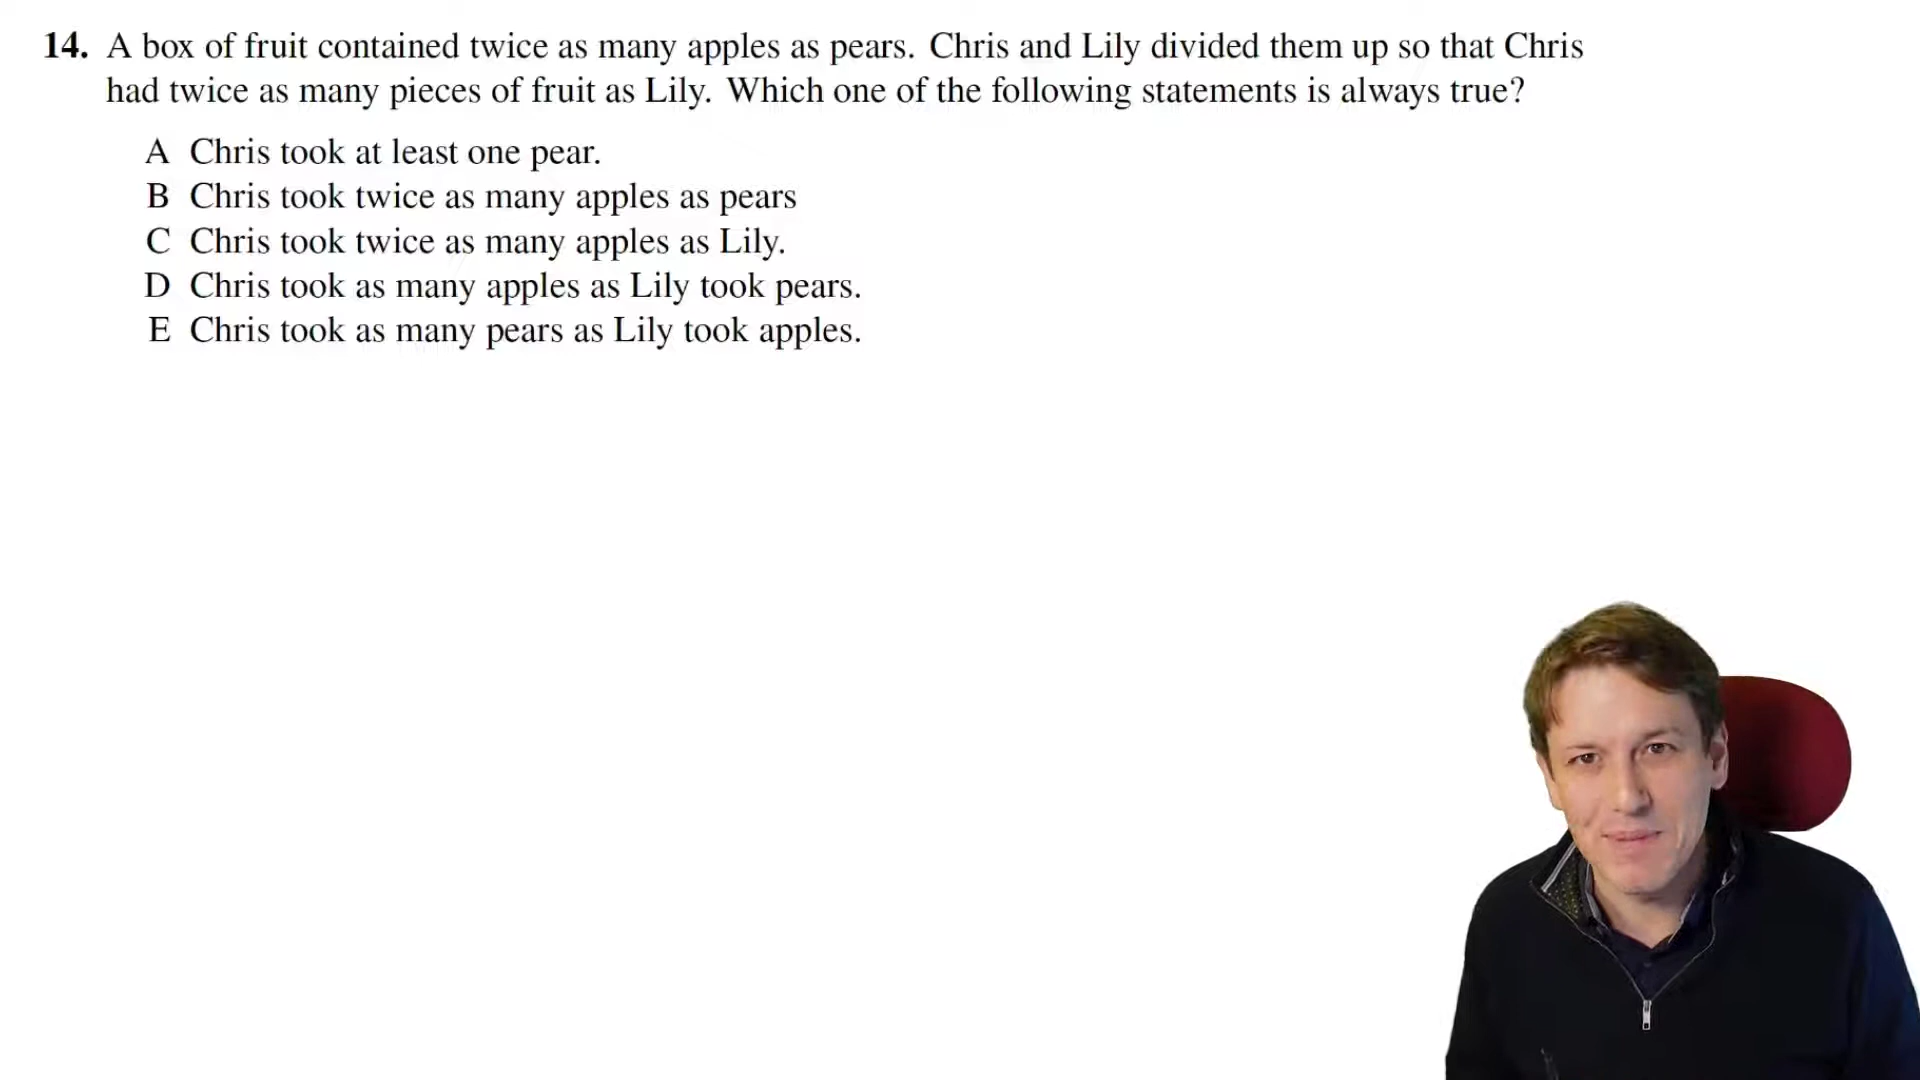 14. A box of fruit contained twice as many apples as pears. Chris and Lily divided them up so that Chris
had twice as many pieces of fruit as Lily. Which one of the following statements is always true?
A Chris took at least one pear.
B Chris took twice as many apples as pears
C Chris took twice as many apples as Lily.
D Chris took as many apples as Lily took pears.
E Chris took as many pears as Lily took apples.